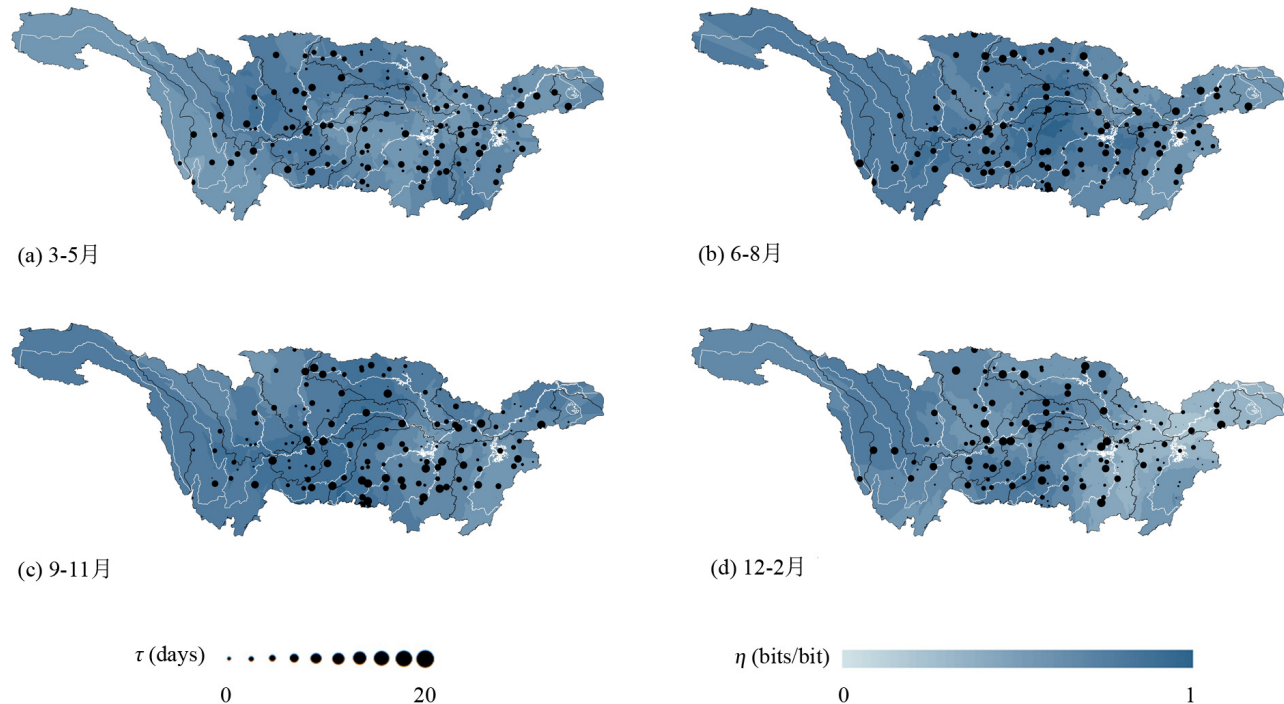 (a) 3-5月
(b) 6-8月
(c) 9-11月
(d) 12-2月
τ (days)
0 20
η (bits/bit)
0 1